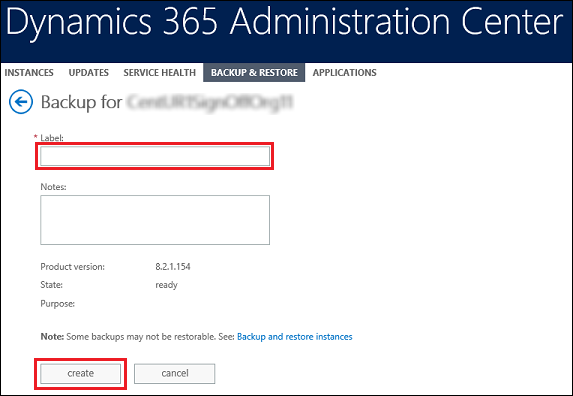 Dynamics 365 Administration Center
INSTANCES UPDATES SERVICE HEALTH BACKUP & RESTORE APPLICATIONS
Backup for
* Label:
Notes:
Product version: 8.2.1.154
State: ready
Purpose:
Note: Some backups may not be restorable. See: Backup and restore instances
create cancel